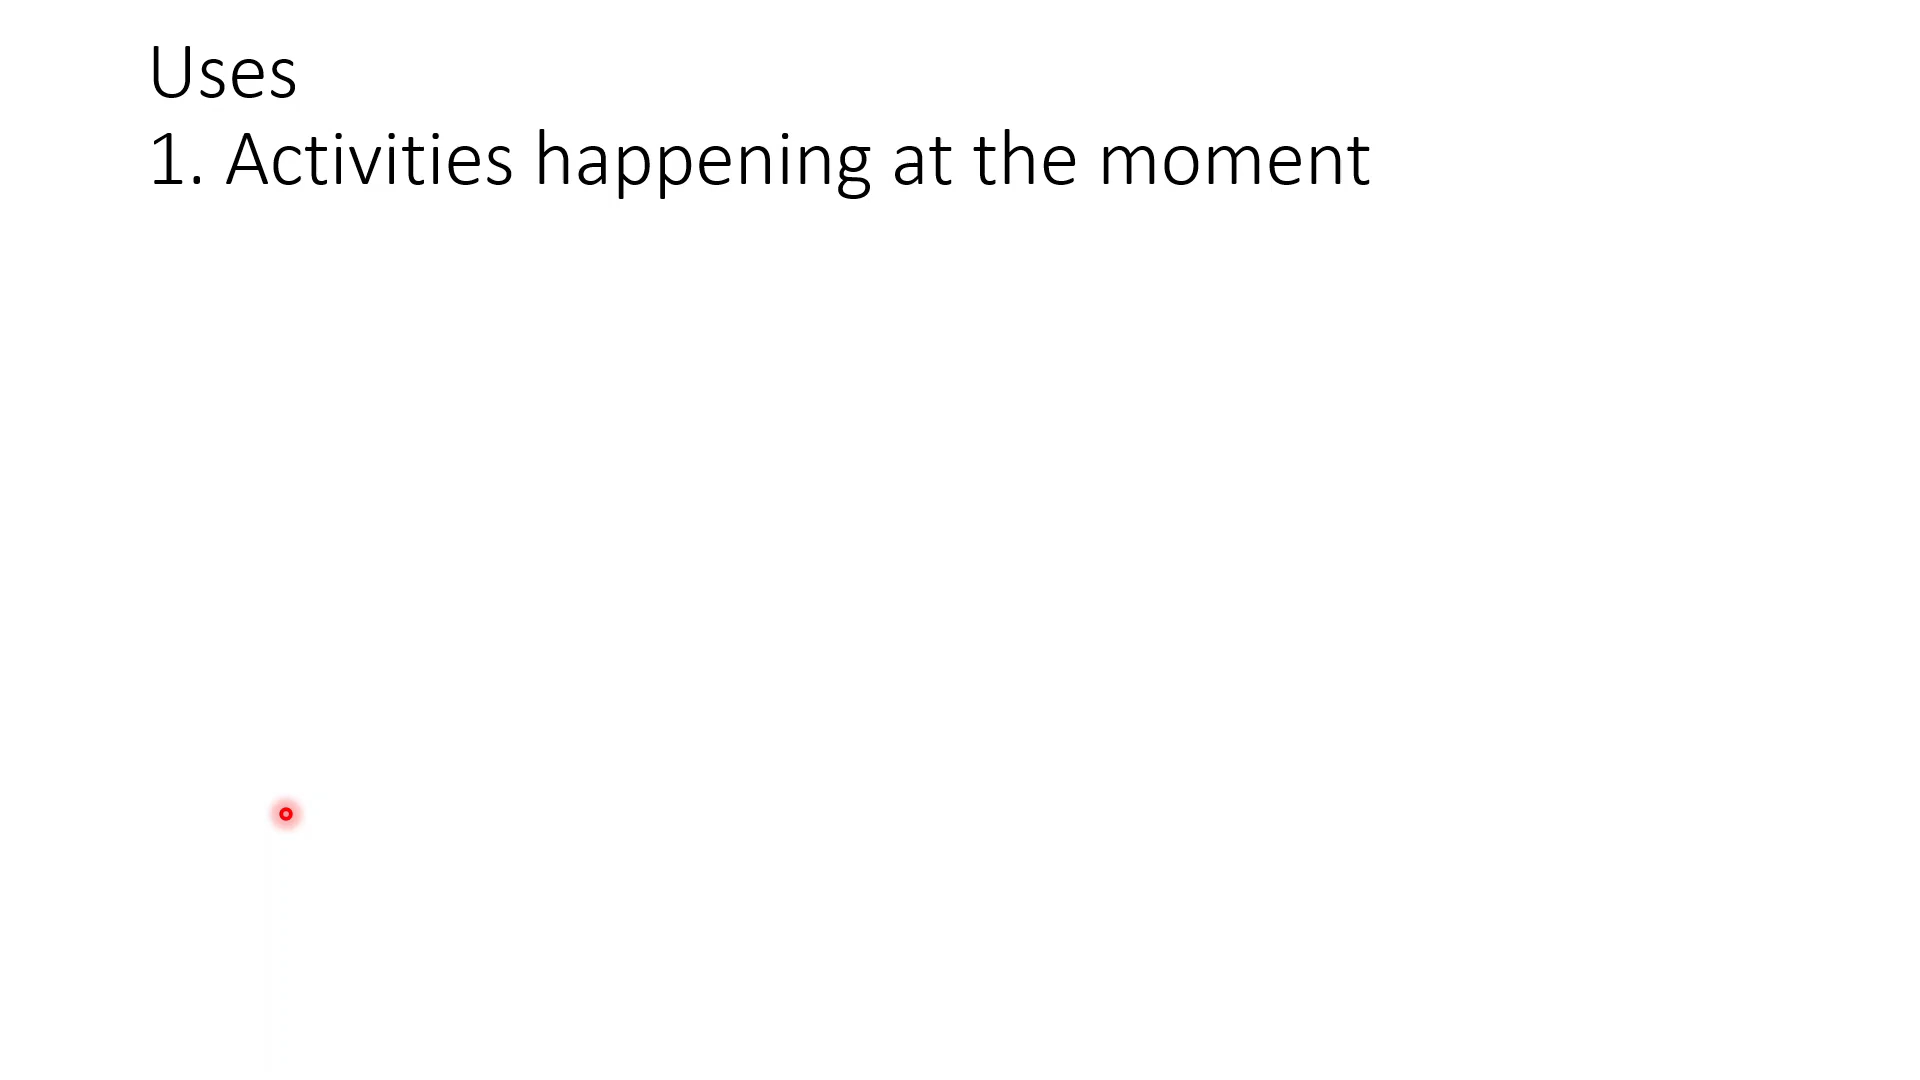 Uses
1. Activities happening at the moment